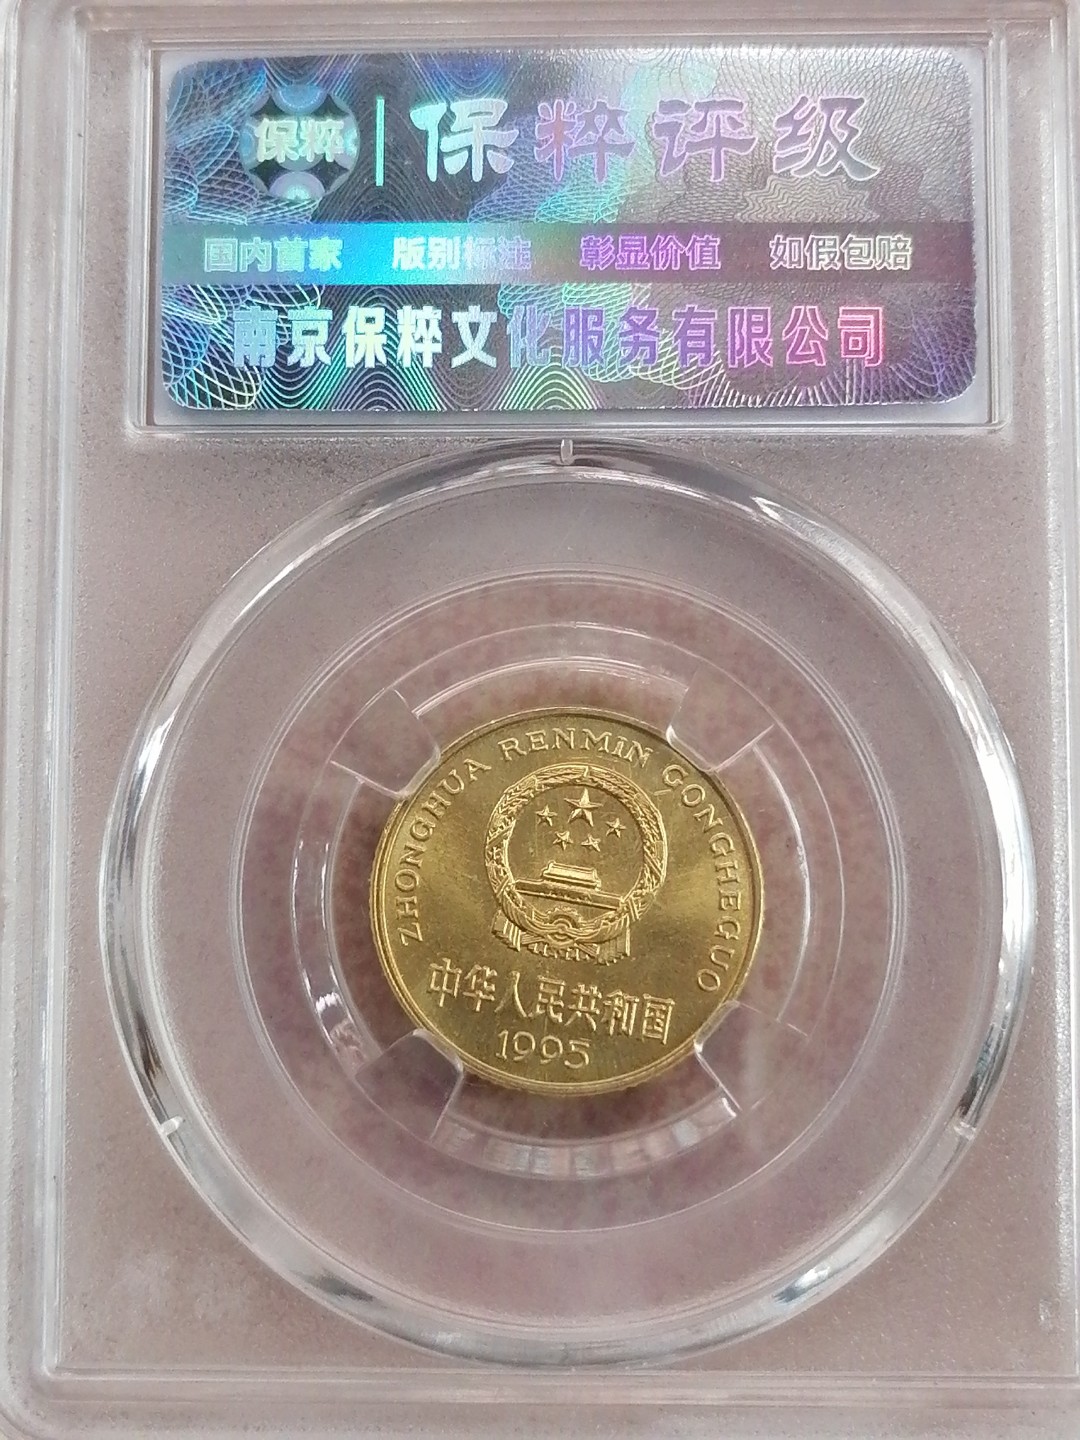 保粹 保粹评级
国内首家 版别标注 彰显价值 如假包赔
南京保粹文化服务有限公司
ZHONGHUA RENMIN GONGHEGUO
中华人民共和国
1995